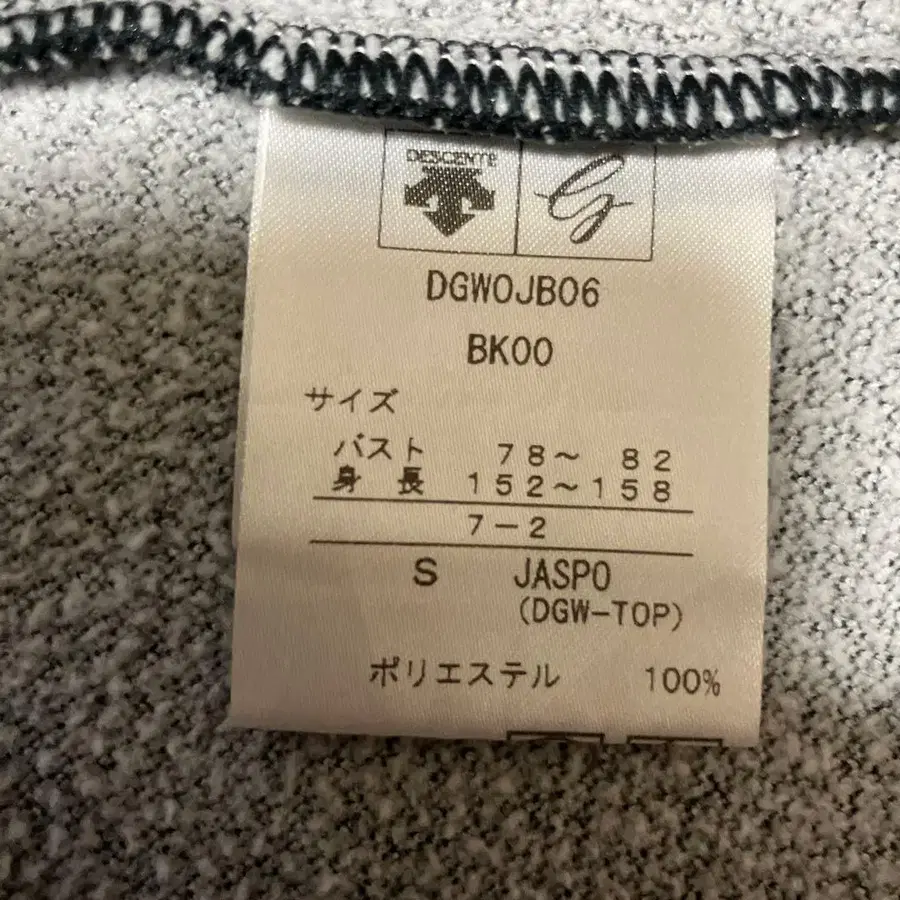 DESCENTE
G
DGWOJB06
BK00
サイズ
バスト 78～ 82
身長 152～158
7-2
S JASPO
(DGW-TOP)
ポリエステル 100%